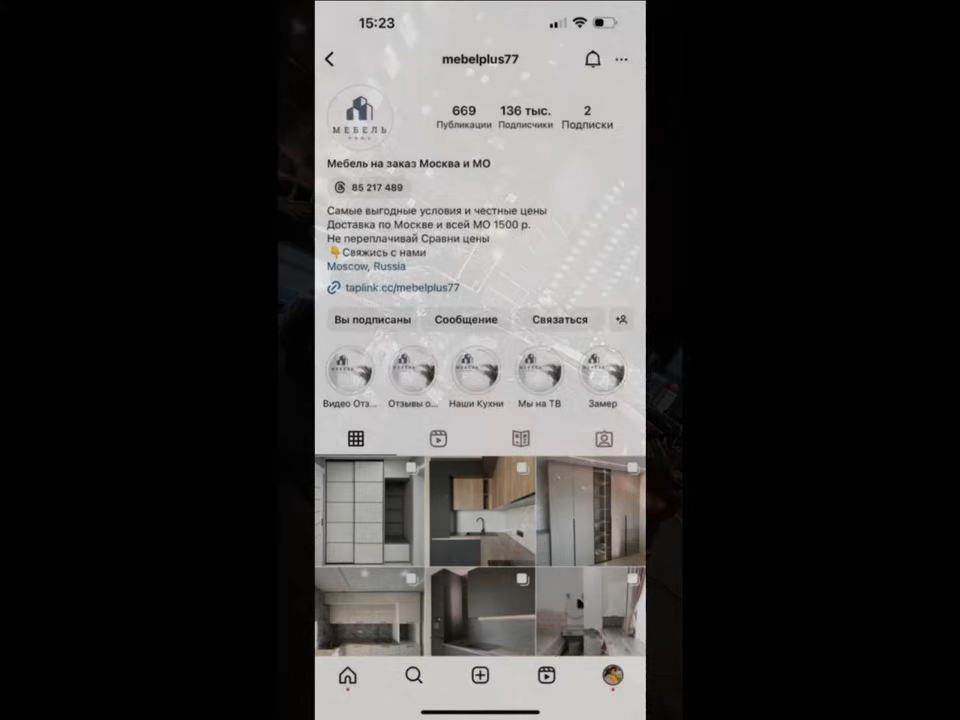 15:23
mebelplus77
669 136 тыс. 2
Публикации Подписчики Подписки
МЕБЕЛЬ
Мебель на заказ Москва и МО
85 217 489
Самые выгодные условия и честные цены
Доставка по Москве и всей МО 1500 р.
Не переплачивай Сравни цены
👇Свяжись с нами
Moscow, Russia
taplink.cc/mebelplus77
Вы подписаны Сообщение Связаться
Видео Отз... Отзывы о... Наши Кухни Мы на ТВ Замер